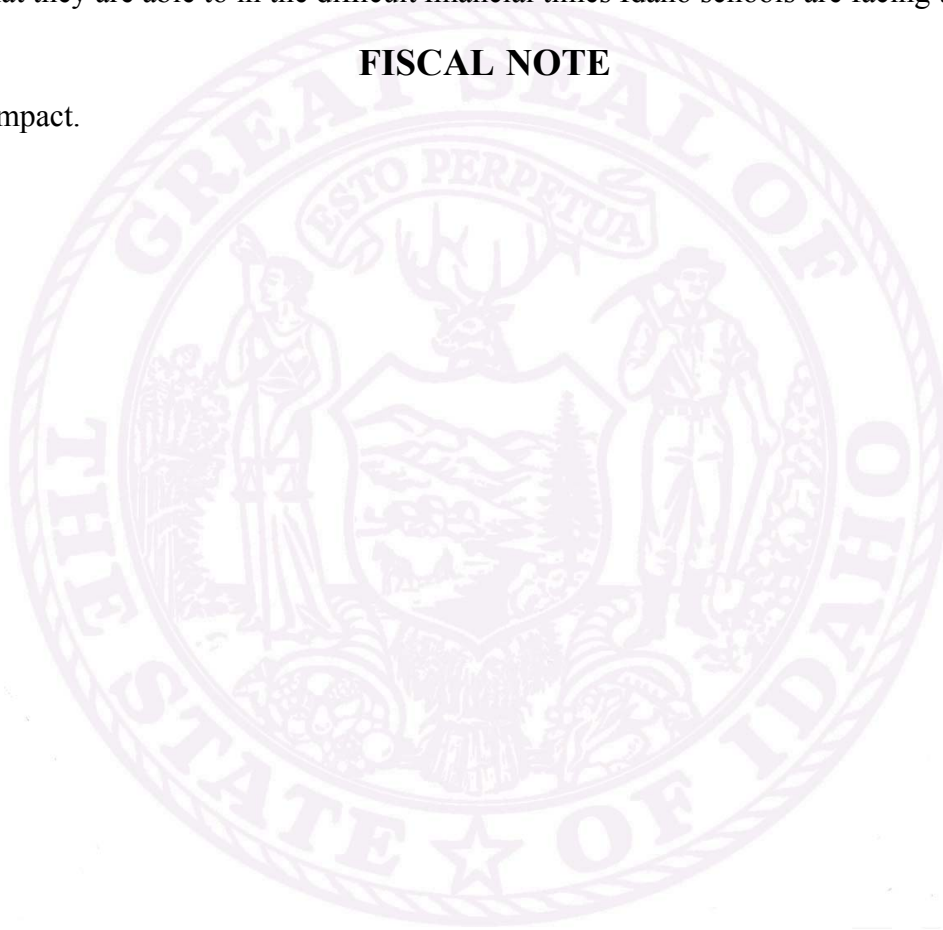 they are able to in the difficult financial times Idaho schools are facing
FISCAL NOTE
mpact.
GREAT SEAL OF
ESTO PERPETUA
THE STATE OF IDAHO